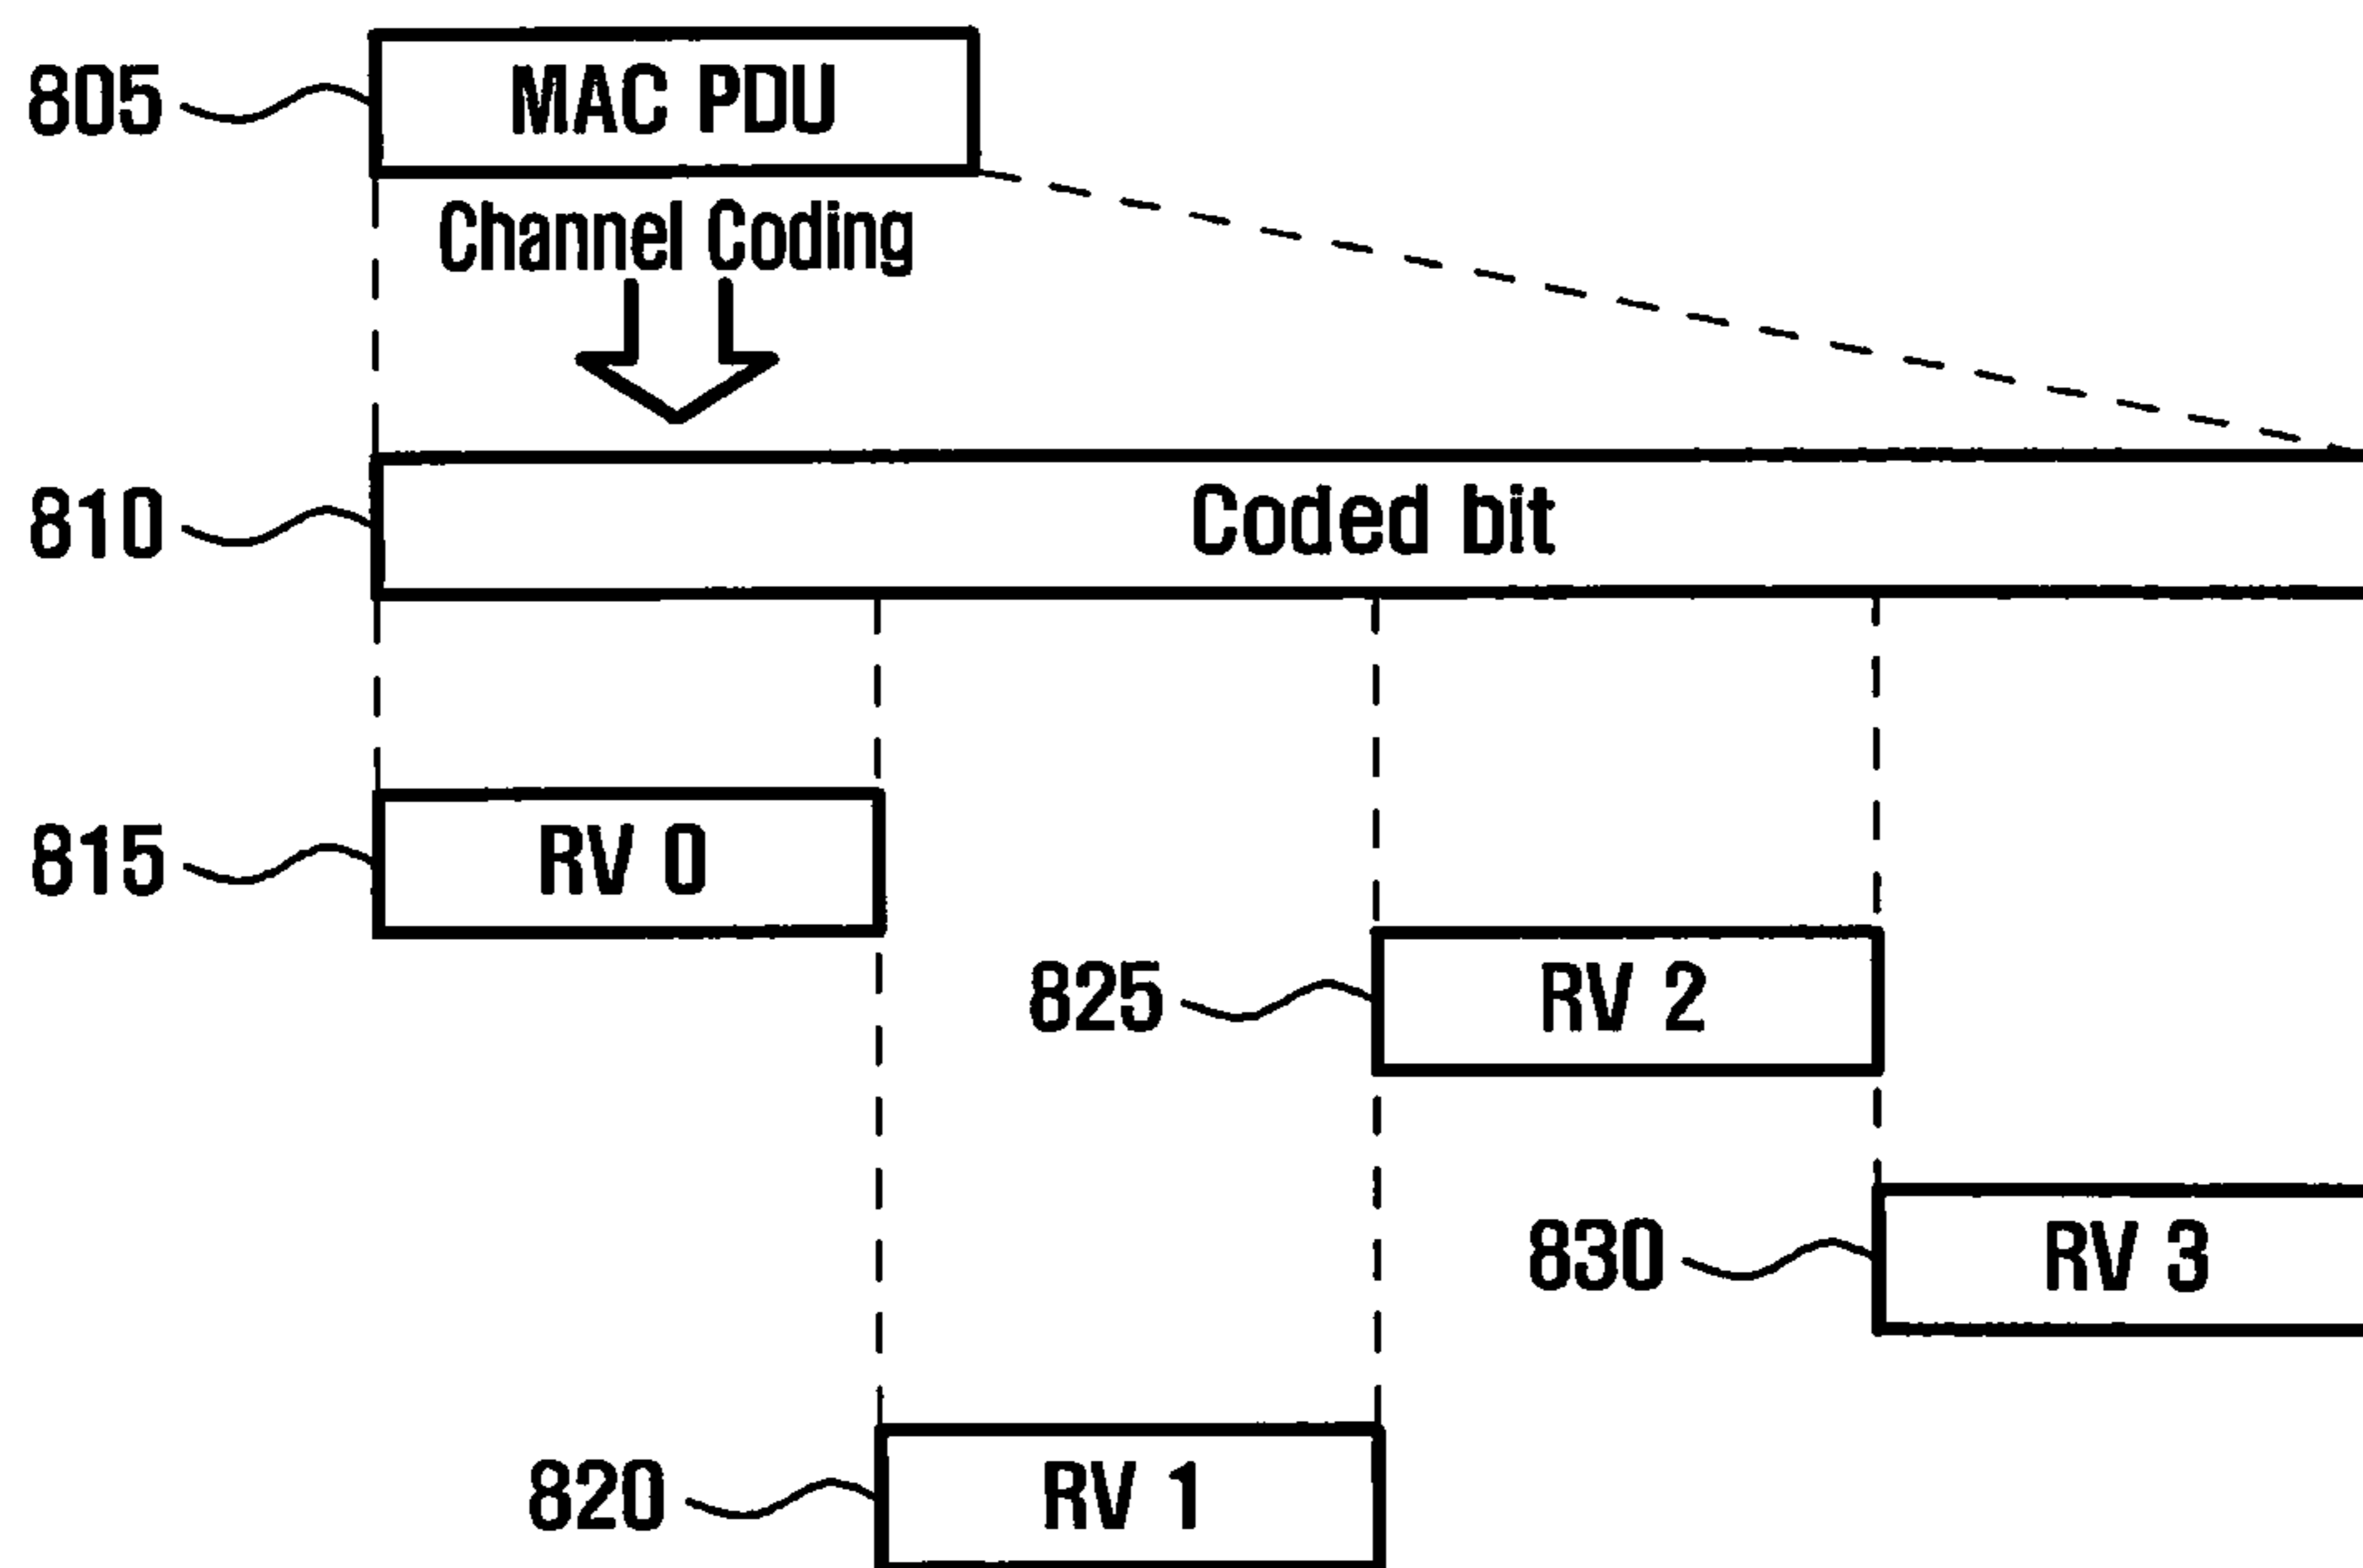 805 MAC PDU
Channel Coding
810 Coded bit
815 RV 0
825 RV 2
830 RV 3
820 RV 1